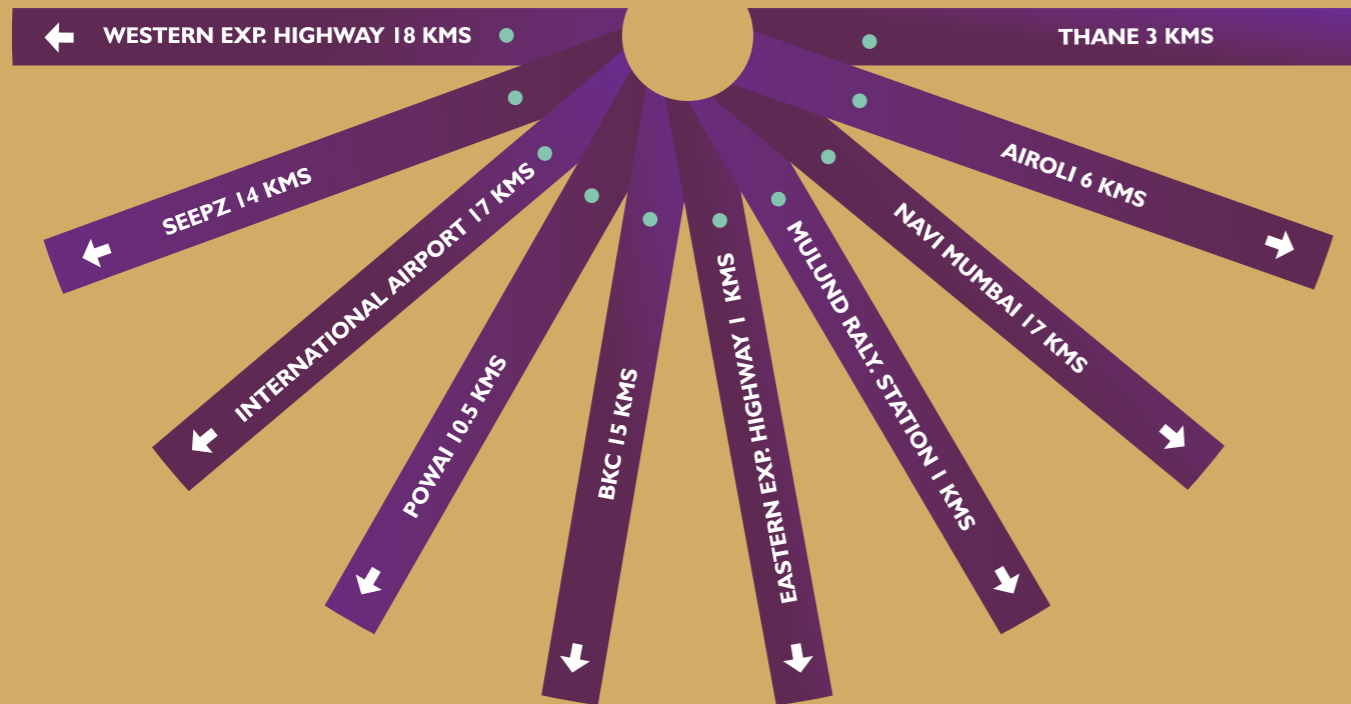 WESTERN EXP. HIGHWAY 18 KMS
SEEPZ 14 KMS
INTERNATIONAL AIRPORT 17 KMS
POWAI 10.5 KMS
BKC 15 KMS
EASTERN EXP. HIGHWAY 1 KMS
MULUND RALY. STATION 1 KMS
NAVI MUMBAI 17 KMS
AIROLI 6 KMS
THANE 3 KMS